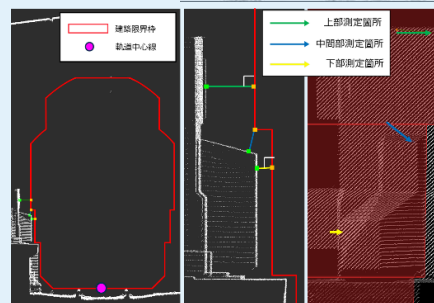 建築限界枠
軌道中心線
上部測定箇所
中間部測定箇所
下部測定箇所